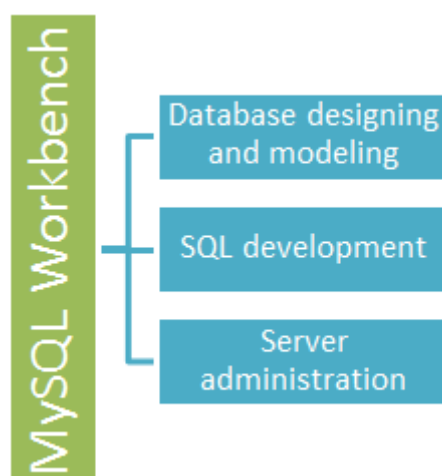 MySQL Workbench
Database designing
and modeling
SQL development
Server
administration